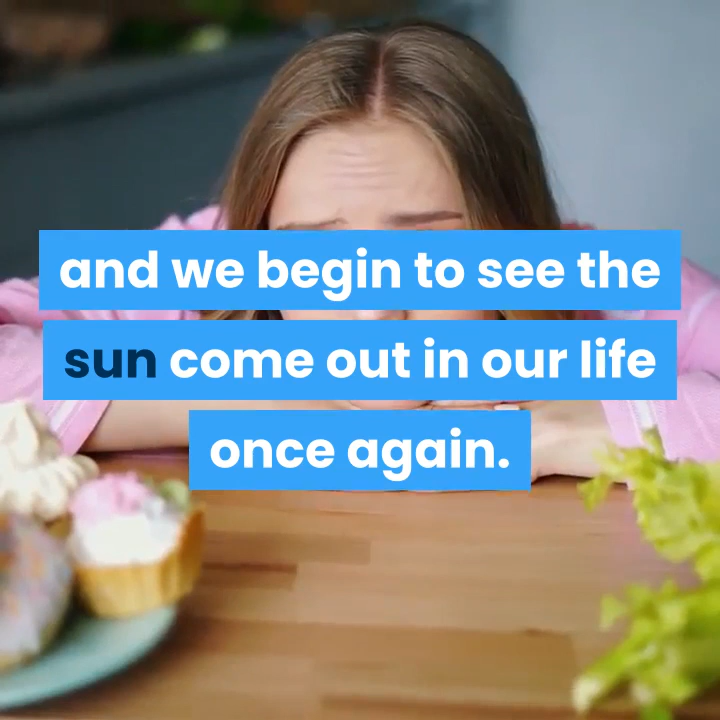 and we begin to see the
sun come out in our life
once again.